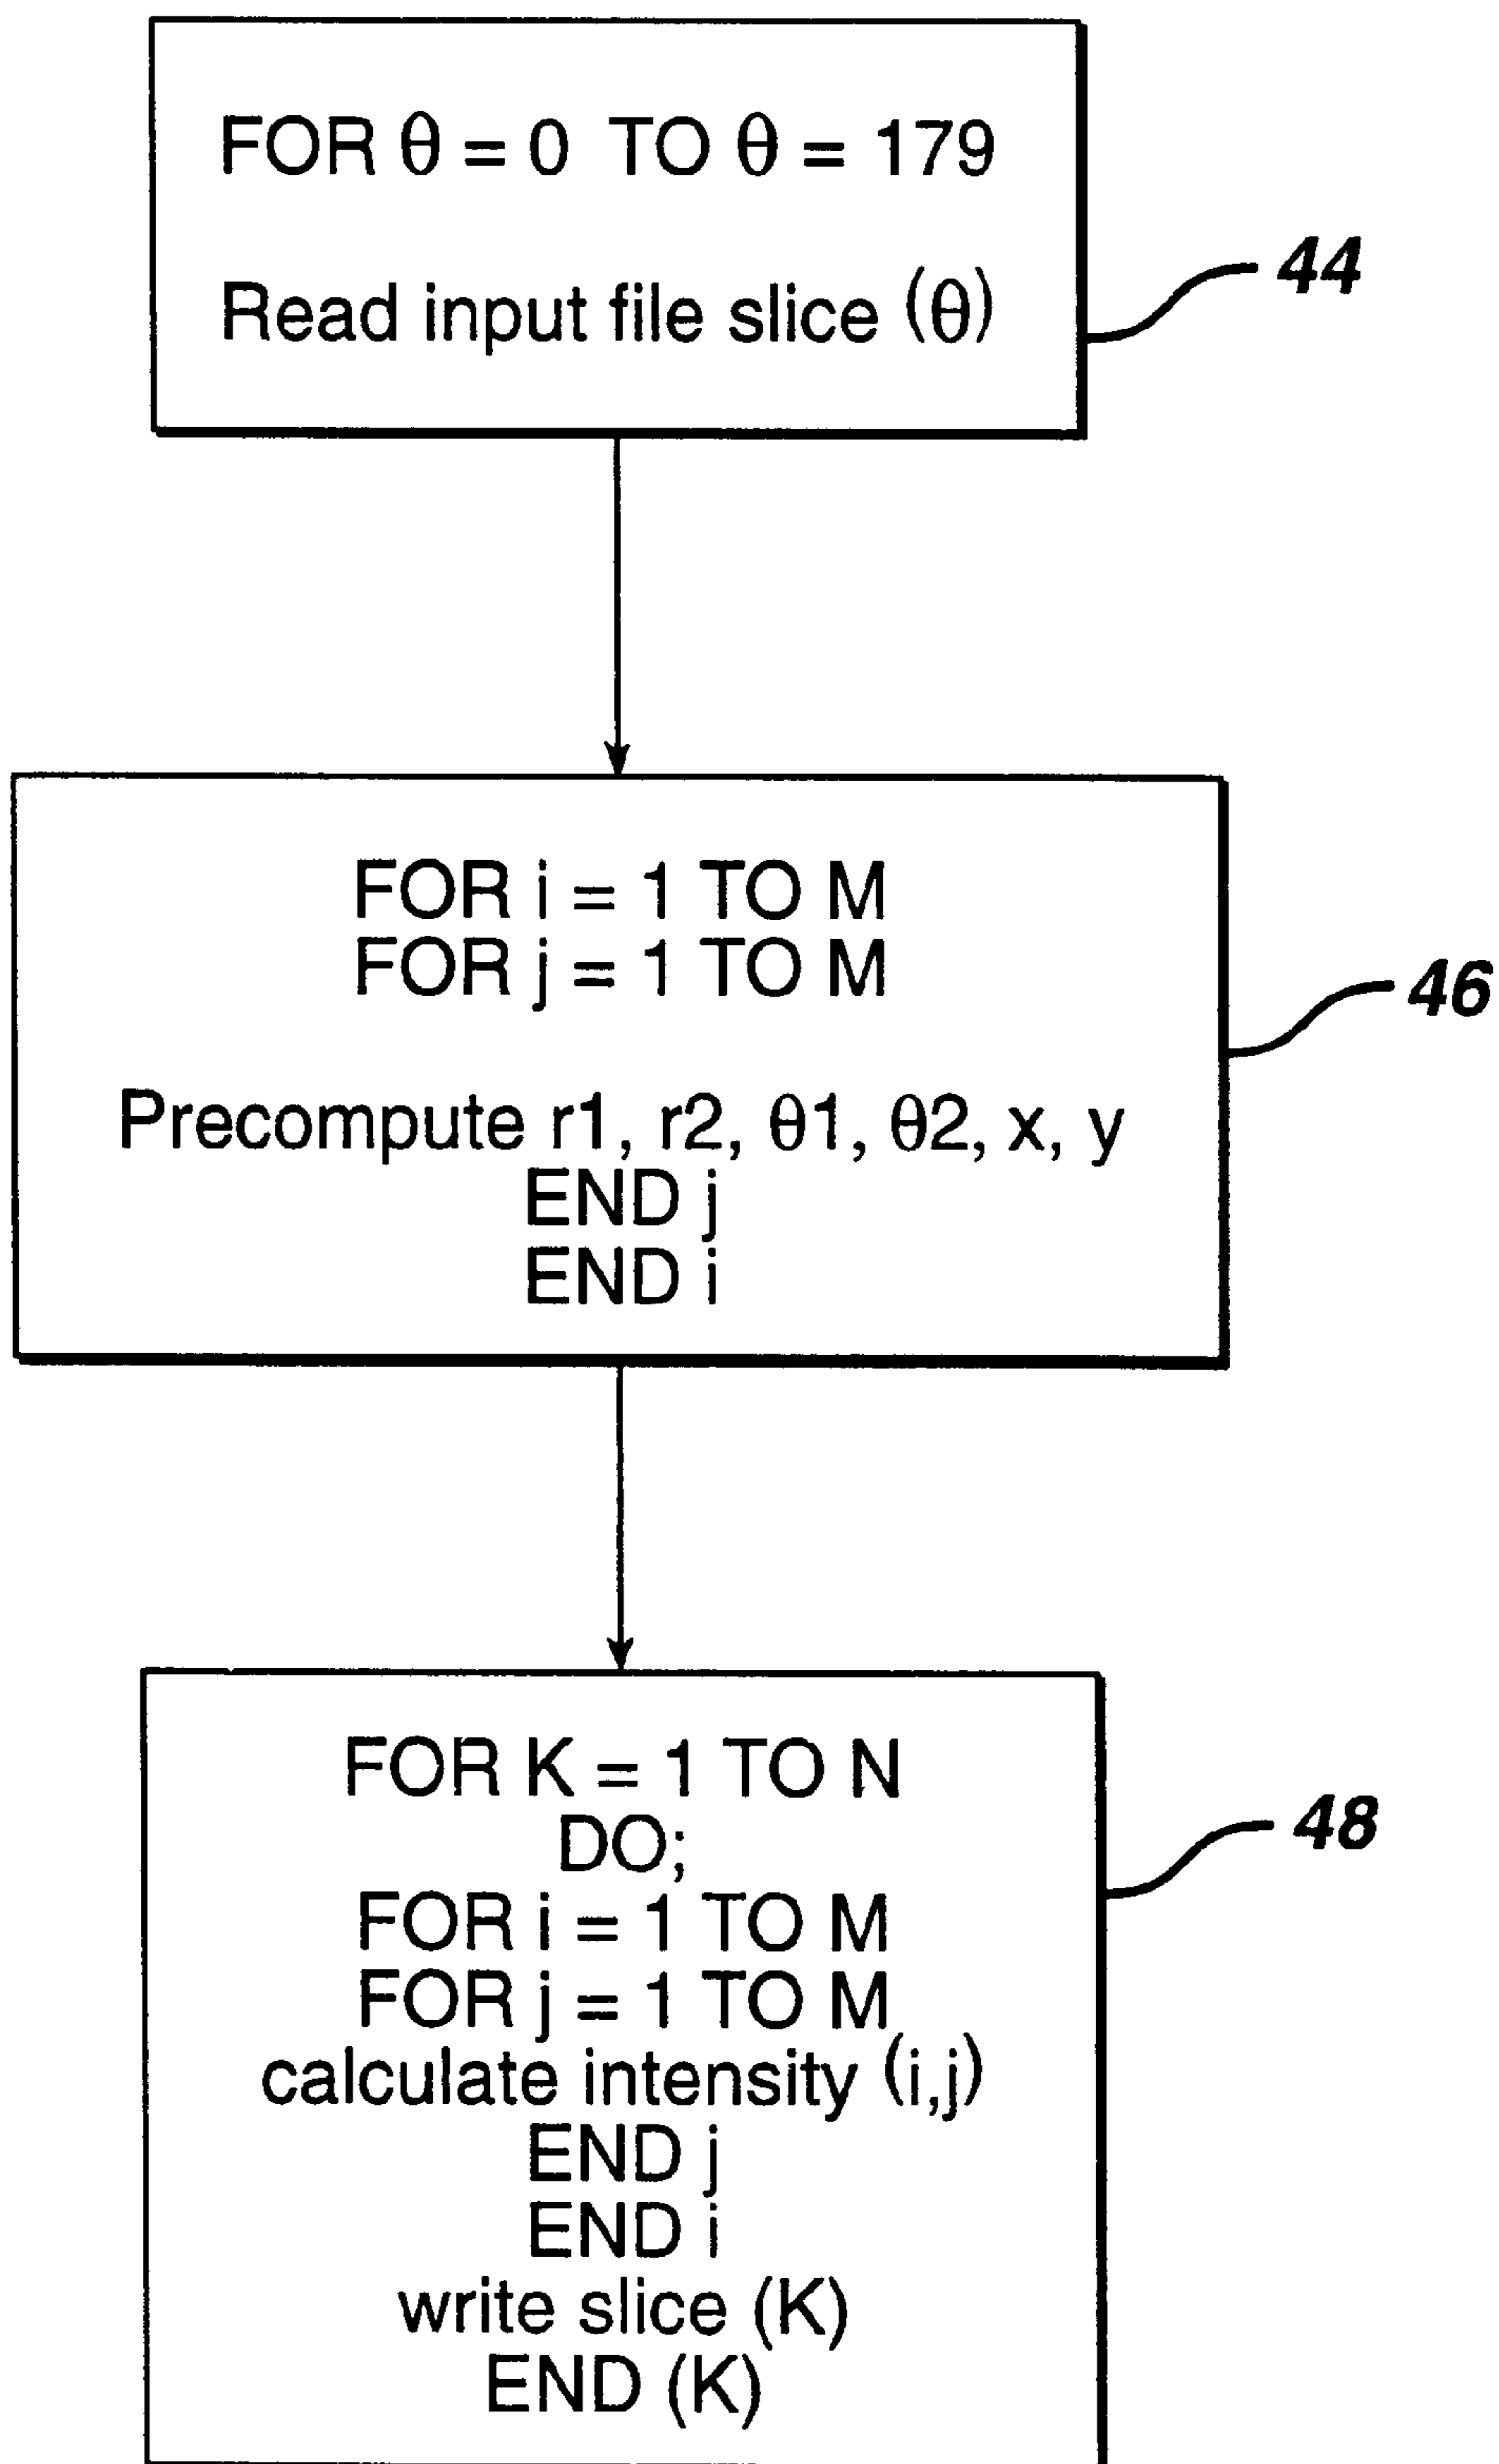 FOR θ = 0 TO θ = 179
Read input file slice (θ)
44
FOR i = 1 TO M
FOR j = 1 TO M
Precompute r1, r2, θ1, θ2, x, y
END j
END i
46
FOR K = 1 TO N
DO;
FOR i = 1 TO M
FOR j = 1 TO M
calculate intensity (i,j)
END j
END i
write slice (K)
END (K)
48